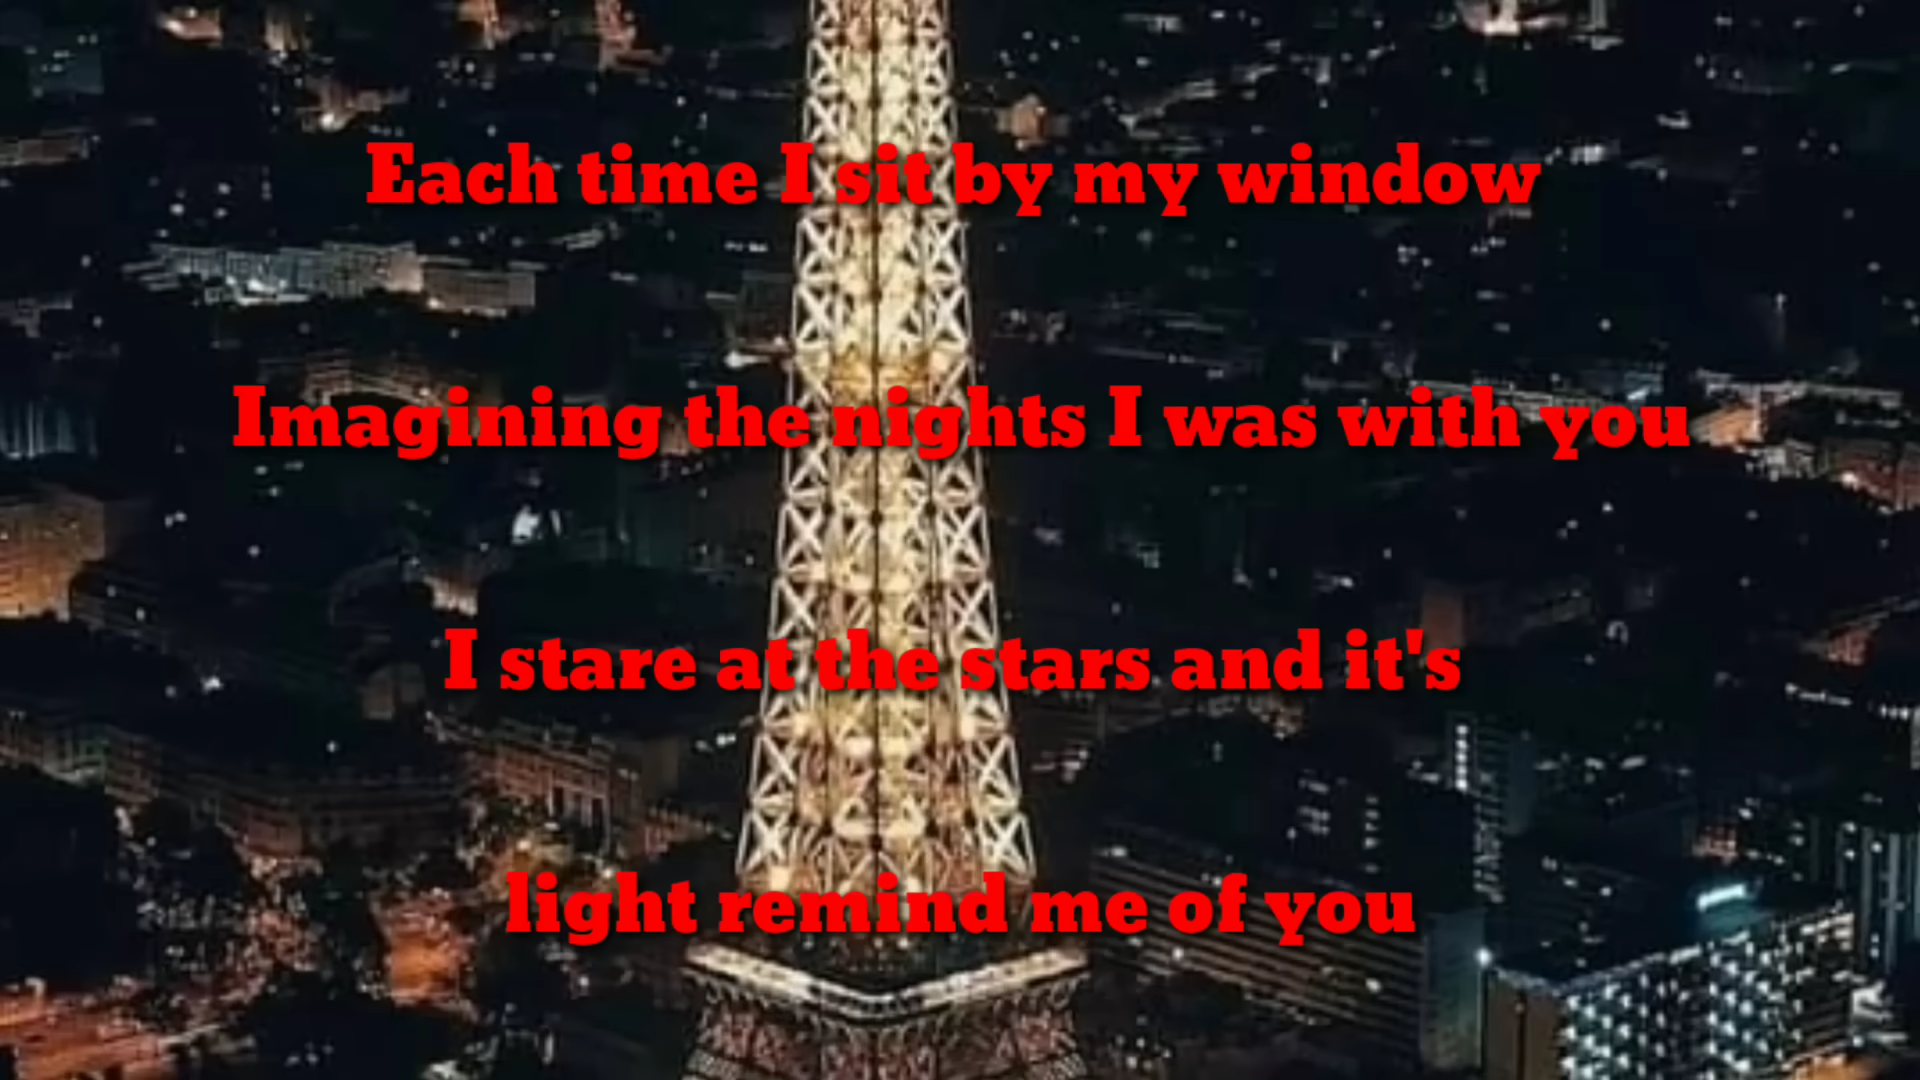 Each time I sit by my window
Imagining the nights I was with you
I stare at the stars and it's
light remind me of you